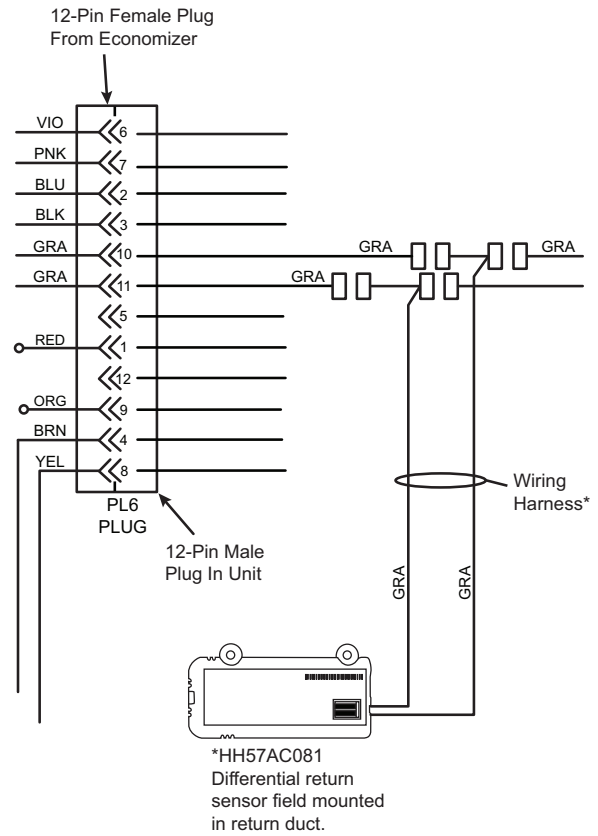 12-Pin Female Plug
From Economizer
VIO
6
PNK
7
BLU
2
BLK
3
GRA
10
GRA
GRA
GRA
11
GRA
5
RED
1
12
ORG
9
BRN
4
YEL
8
PL6
PLUG
12-Pin Male
Plug In Unit
Wiring
Harness*
GRA
GRA
*HH57AC081
Differential return
sensor field mounted
in return duct.